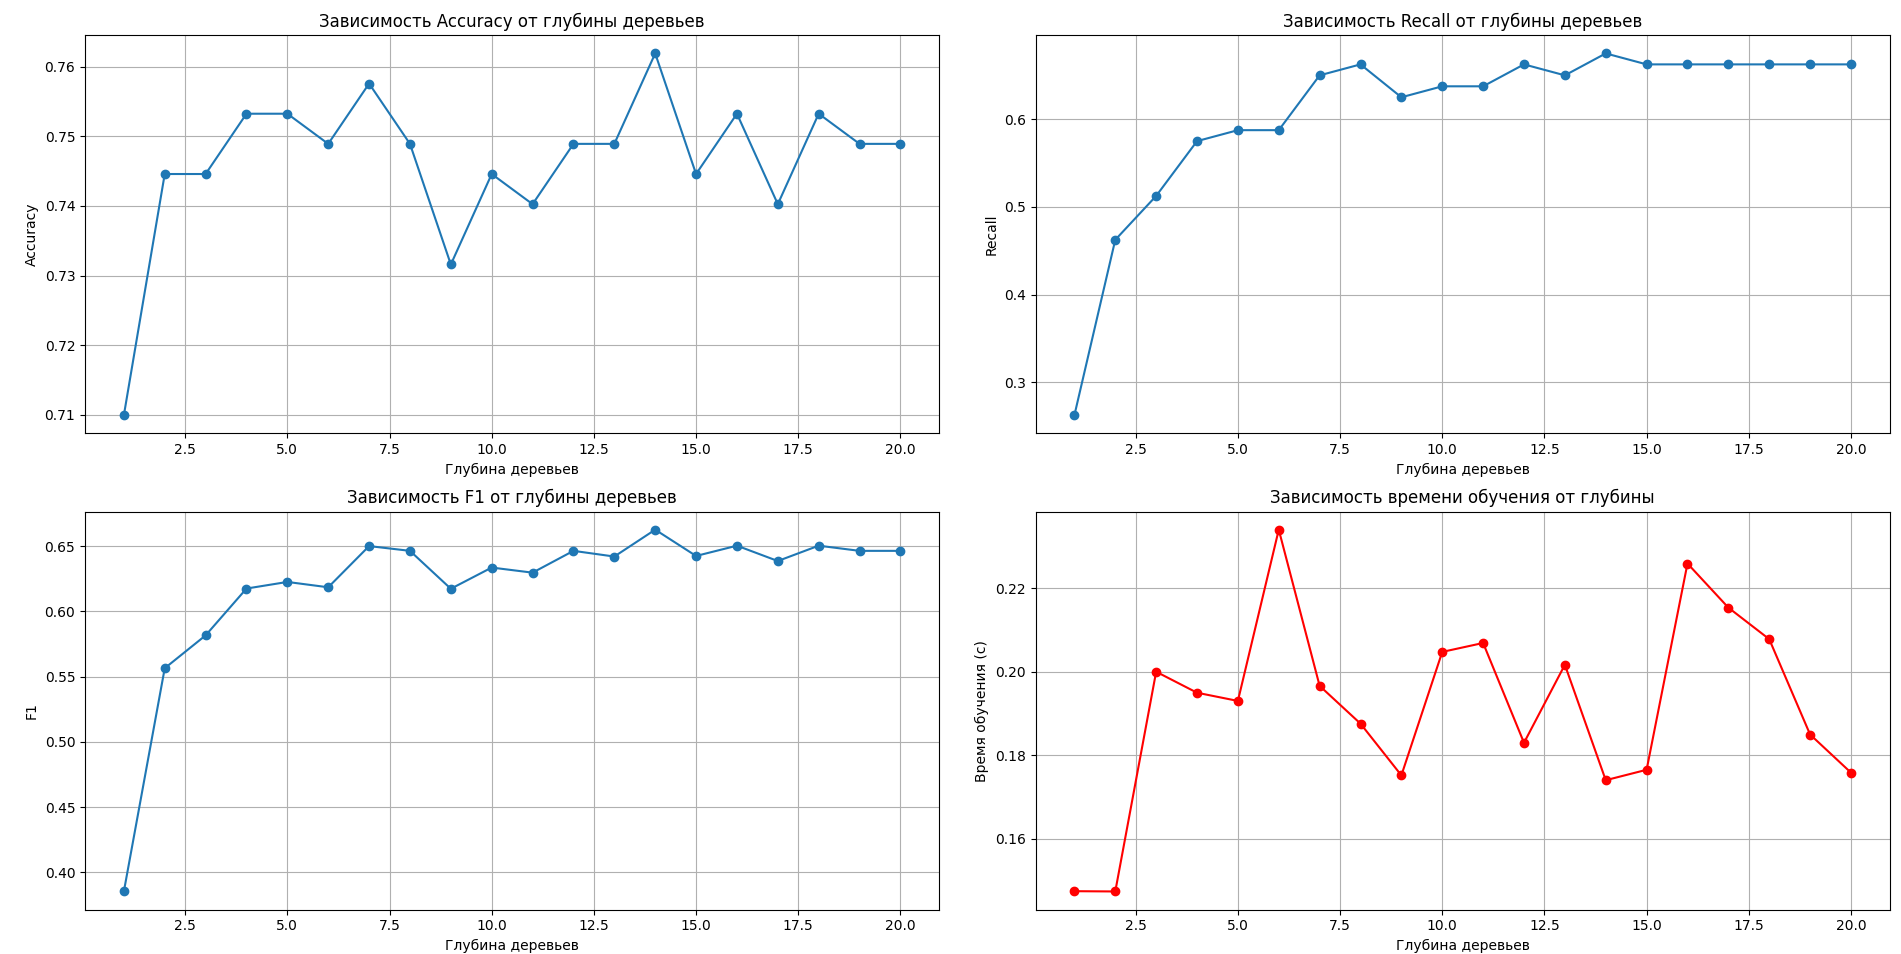 Зависимость Accuracy от глубины деревьев
0.76
0.75
0.74
0.73
0.72
0.71
Accuracy
2.5 5.0 7.5 10.0 12.5 15.0 17.5 20.0
Глубина деревьев
Зависимость Recall от глубины деревьев
0.6
0.5
0.4
0.3
Recall
2.5 5.0 7.5 10.0 12.5 15.0 17.5 20.0
Глубина деревьев
Зависимость F1 от глубины деревьев
0.65
0.60
0.55
0.50
0.45
0.40
F1
2.5 5.0 7.5 10.0 12.5 15.0 17.5 20.0
Глубина деревьев
Зависимость времени обучения от глубины
0.22
0.20
0.18
0.16
Время обучения (с)
2.5 5.0 7.5 10.0 12.5 15.0 17.5 20.0
Глубина деревьев